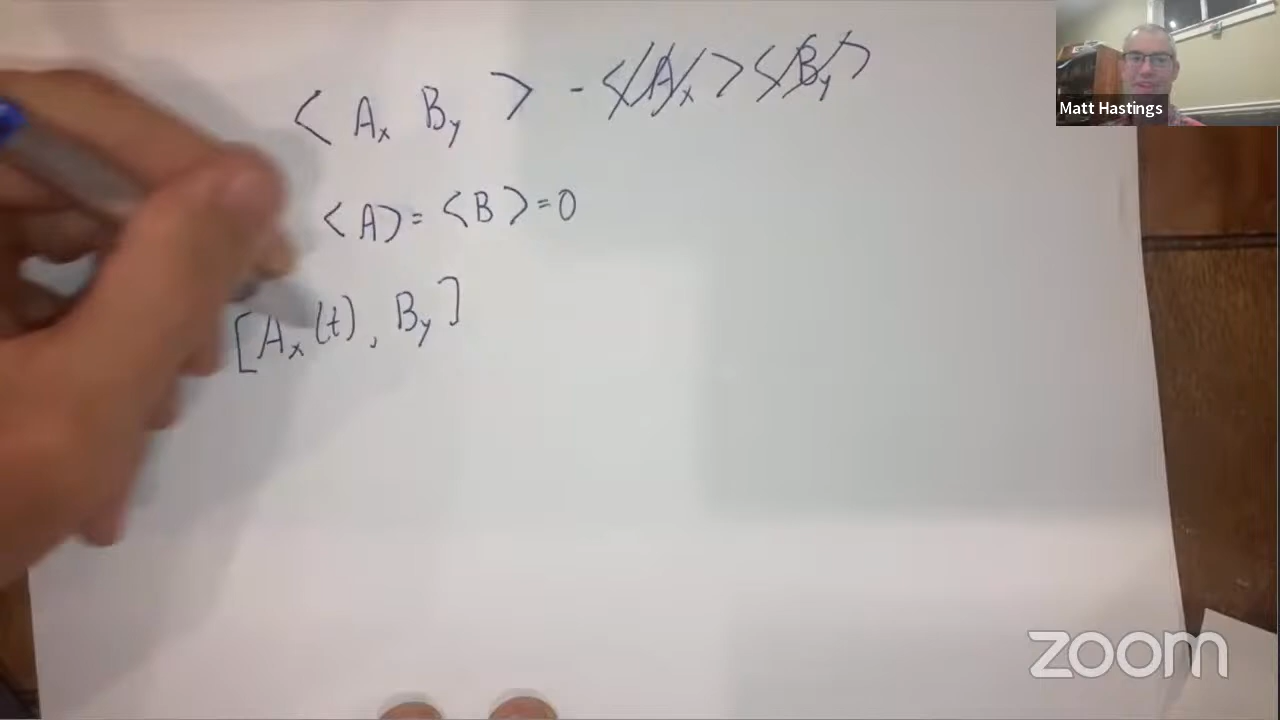 ⟨ A_x B_y ⟩ - ⟨A_x⟩⟨B_y⟩
⟨A⟩ = ⟨B⟩ = 0
[A_x(t), B_y]
Matt Hastings
zoom